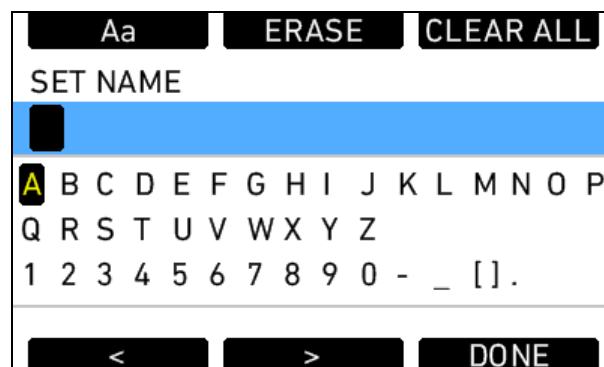 Aa ERASE CLEAR ALL
SET NAME
A B C D E F G H I J K L M N O P
Q R S T U V W X Y Z
1 2 3 4 5 6 7 8 9 0 - _ [ ] .
< > DONE